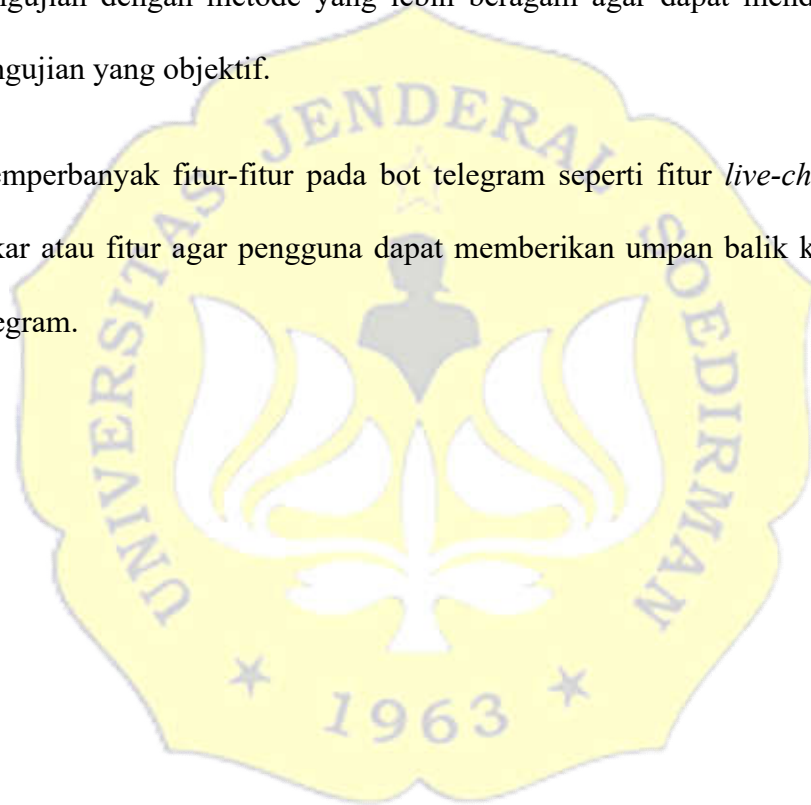 ngujian dengan metode yang lebih beragam agar dapat mend
ngujian yang objektif.
emperbanyak fitur-fitur pada bot telegram seperti fitur live-ch
kar atau fitur agar pengguna dapat memberikan umpan balik k
egram.
UNIVERSITAS JENDERAL SOEDIRMAN
1963